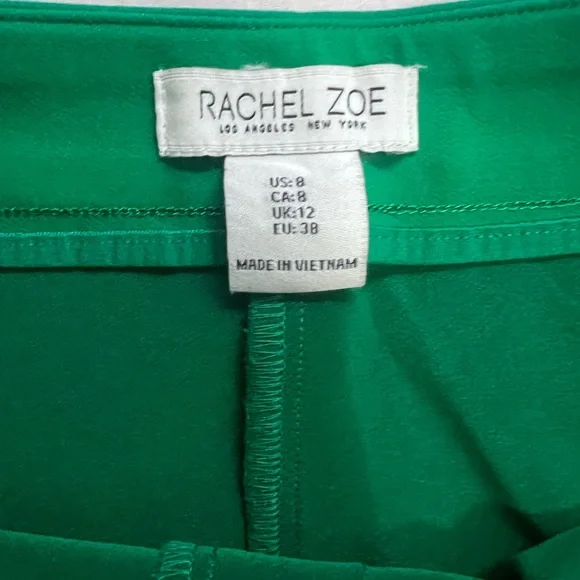 RACHEL ZOE
LOS ANGELES NEW YORK
US: 8
CA: 8
UK: 12
EU: 38
MADE IN VIETNAM